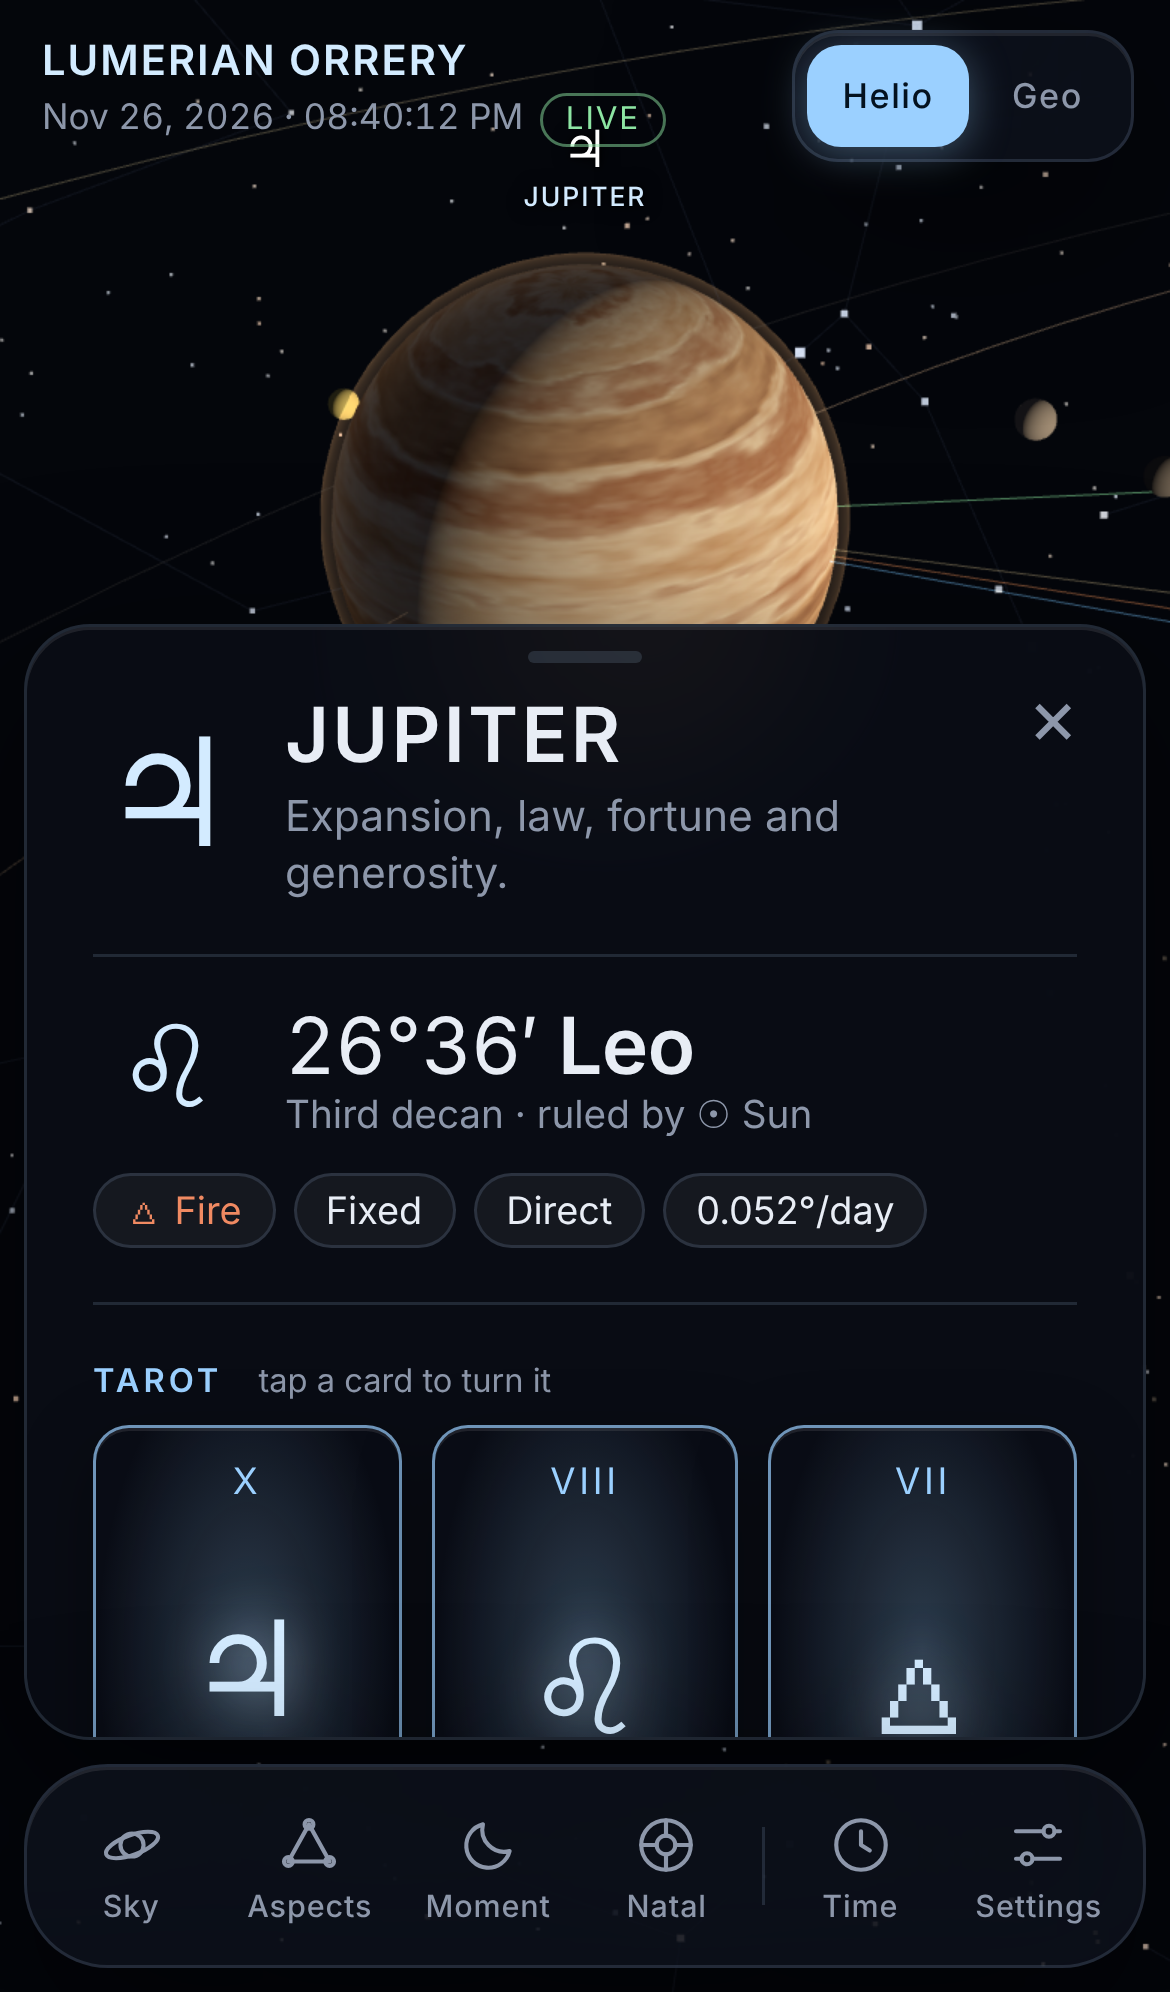 LUMERIAN ORRERY
Nov 26, 2026 · 08:40:12 PM LIVE
Helio Geo
♃
JUPITER
♃ JUPITER ✕
Expansion, law, fortune and
generosity.
♌ 26°36′ Leo
Third decan · ruled by ☉ Sun
🜂 Fire Fixed Direct 0.052°/day
TAROT tap a card to turn it
X VIII VII
♃ ♌ 🜂
Sky Aspects Moment Natal Time Settings